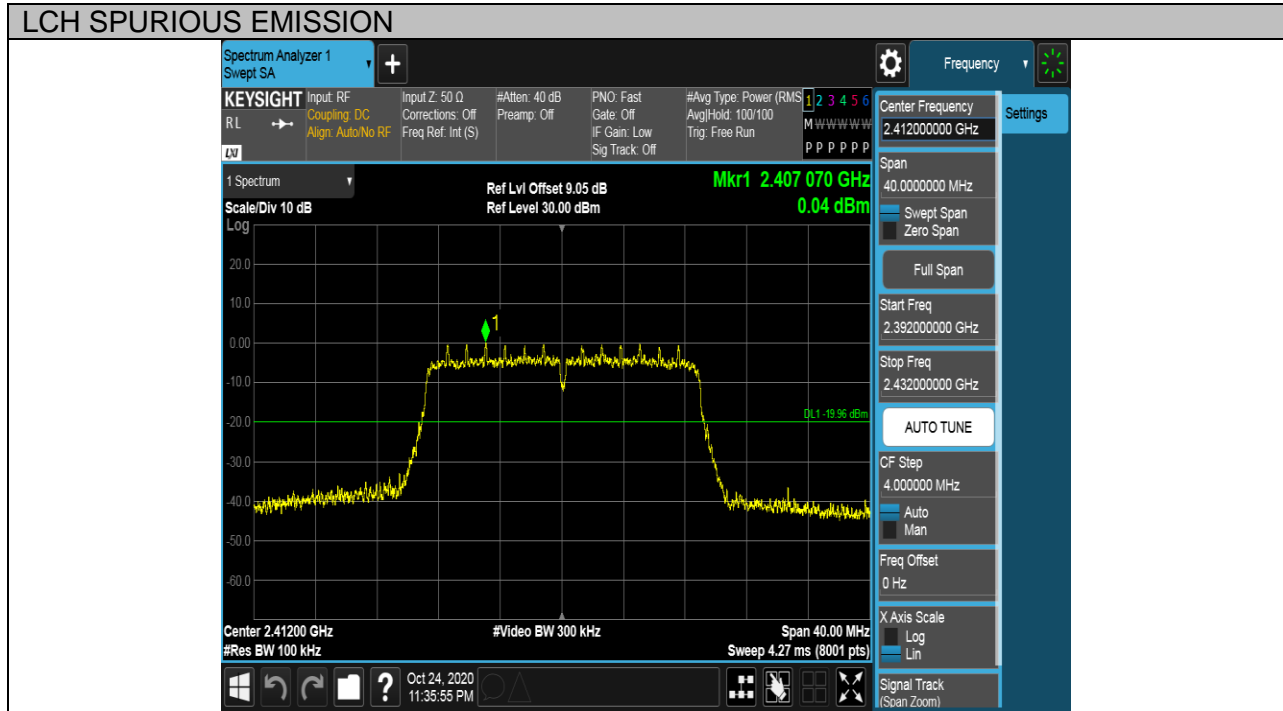 LCH SPURIOUS EMISSION
Spectrum Analyzer 1
Swept SA
+
Frequency
KEYSIGHT
RL
LXI
Input: RF
Coupling: DC
Align: Auto/No RF
Input Z: 50 Ω
Corrections: Off
Freq Ref: Int (S)
#Atten: 40 dB
Preamp: Off
PNO: Fast
Gate: Off
IF Gain: Low
Sig Track: Off
#Avg Type: Power (RMS
Avg|Hold: 100/100
Trig: Free Run
1 2 3 4 5 6
M W W W W W
P P P P P P
1 Spectrum
Scale/Div 10 dB
Ref Lvl Offset 9.05 dB
Ref Level 30.00 dBm
Mkr1 2.407 070 GHz
0.04 dBm
Log
20.0
10.0
0.00
-10.0
-20.0
-30.0
-40.0
-50.0
-60.0
1
DL1 -19.96 dBm
Center 2.41200 GHz
#Res BW 100 kHz
#Video BW 300 kHz
Span 40.00 MHz
Sweep 4.27 ms (8001 pts)
?
Oct 24, 2020
11:35:55 PM
Center Frequency
2.412000000 GHz
Settings
Span
40.0000000 MHz
Swept Span
Zero Span
Full Span
Start Freq
2.392000000 GHz
Stop Freq
2.432000000 GHz
AUTO TUNE
CF Step
4.000000 MHz
Auto
Man
Freq Offset
0 Hz
X Axis Scale
Log
Lin
Signal Track
(Span Zoom)